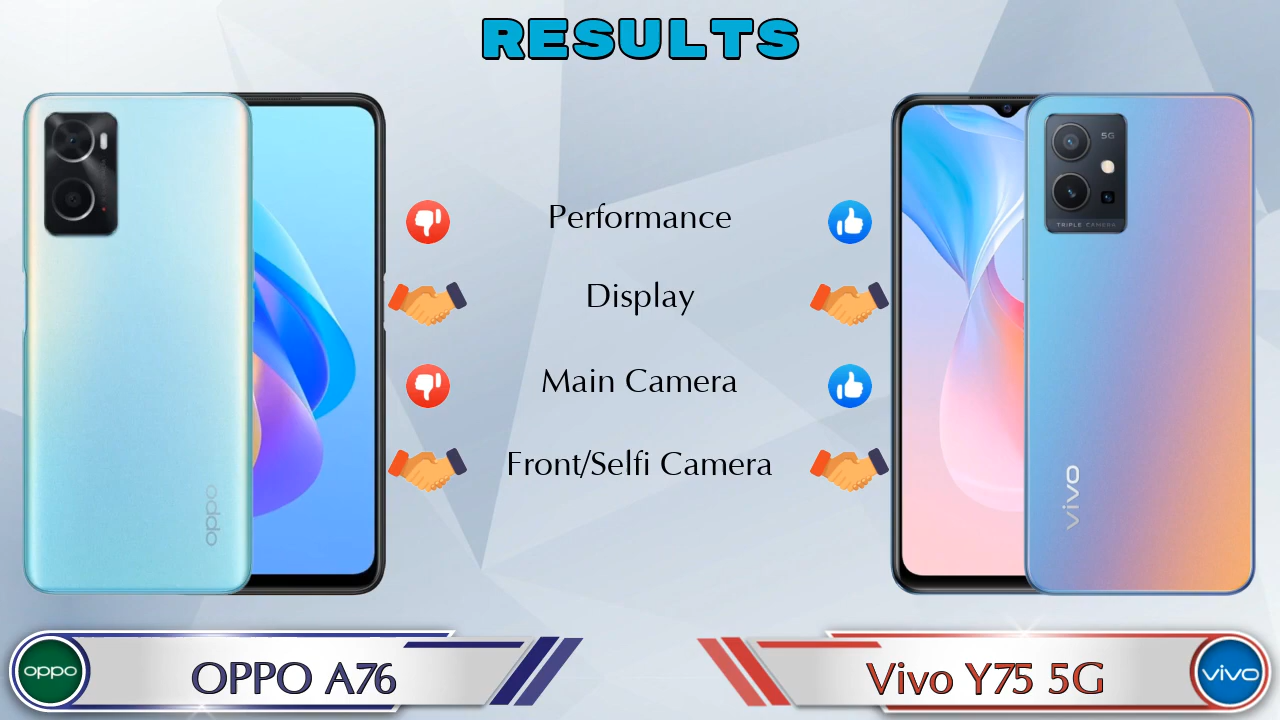 RESULTS
5G
TRIPLE CAMERA
Performance
Display
Main Camera
Front/Selfi Camera
oppo
vivo
oppo
OPPO A76
Vivo Y75 5G
vivo